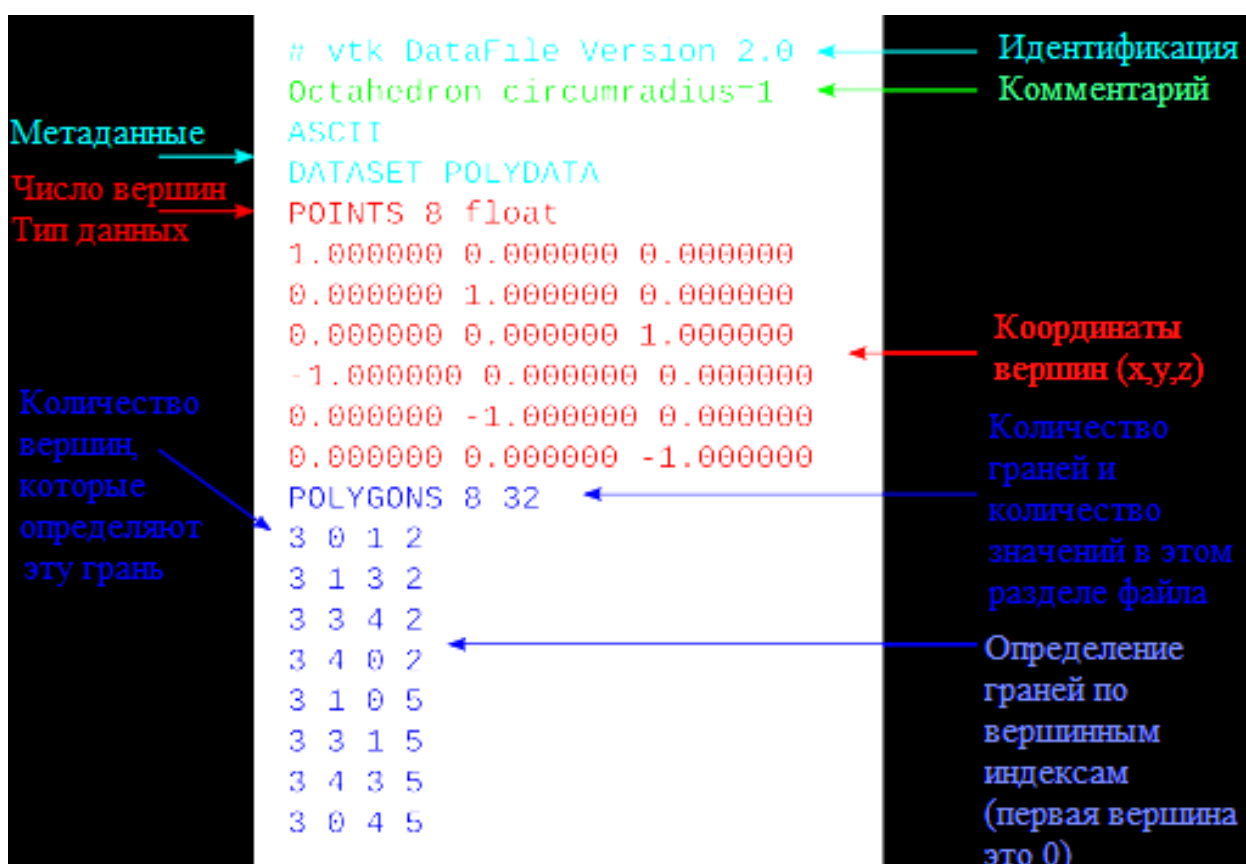 # vtk DataFile Version 2.0
Идентификация
Octahedron circumradius=1
Комментарий
Метаданные
ASCII
DATASET POLYDATA
Число вершин
Тип данных
POINTS 8 float
1.000000 0.000000 0.000000
0.000000 1.000000 0.000000
0.000000 0.000000 1.000000
-1.000000 0.000000 0.000000
0.000000 -1.000000 0.000000
0.000000 0.000000 -1.000000
Координаты
вершин (x,y,z)
Количество
вершин,
которые
определяют
эту грань
POLYGONS 8 32
Количество
граней и
количество
значений в этом
разделе файла
3 0 1 2
3 1 3 2
3 3 4 2
3 4 0 2
3 1 0 5
3 3 1 5
3 4 3 5
3 0 4 5
Определение
граней по
вершинным
индексам
(первая вершина
это 0)